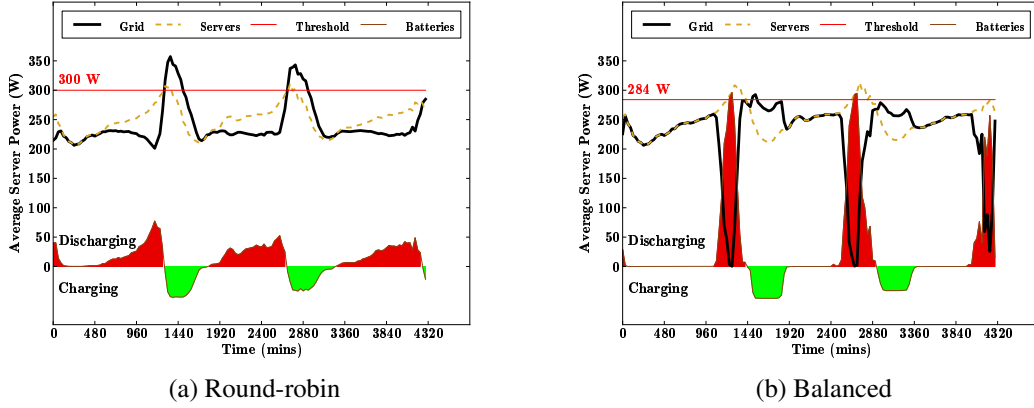 Grid Servers Threshold Batteries
350
300 W
300
250
200
150
100
50
0
Discharging
Charging
Average Server Power (W)
0 480 960 1440 1920 2400 2880 3360 3840 4320
Time (mins)
(a) Round-robin
Grid Servers Threshold Batteries
350
300
284 W
250
200
150
100
50
0
Discharging
Charging
Average Server Power (W)
0 480 960 1440 1920 2400 2880 3360 3840 4320
Time (mins)
(b) Balanced